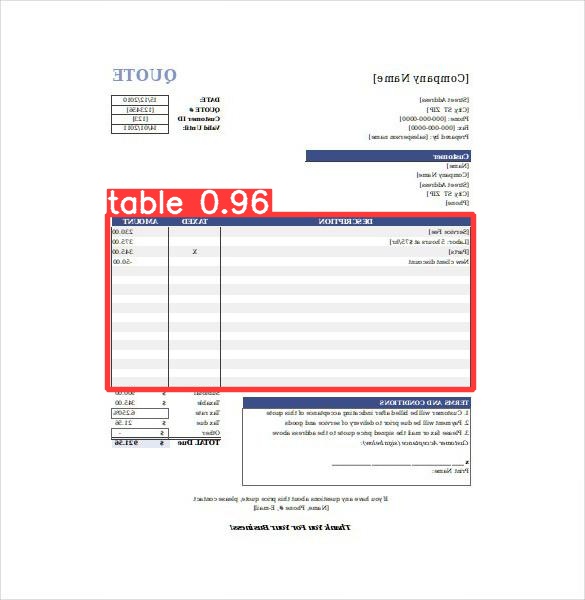 [Company Name]
QUOTE
[Street Address]
[City ST ZIP]
Phone: [000-000-0000]
Fax: [000-000-0000]
Prepared by: [salesperson name]
DATE: 15/12/2010
QUOTE # [123456]
Customer ID [123]
Valid Until: 14/01/2011
Customer
[Name]
[Company Name]
[Street Address]
[City ST ZIP]
[Phone]
table 0.96
DESCRIPTION TAXED AMOUNT
[Service Fee] 230.00
[Labor: 5 hours at $75/hr] 375.00
[Parts] X 345.00
New client discount -50.00
Subtotal $ 900.00
Taxable $ 345.00
Tax rate 6.250%
Tax due $ 21.56
Other $ -
TOTAL Due $ 921.56
TERMS AND CONDITIONS
1. Customer will be billed after indicating acceptance of this quote
2. Payment will be due prior to delivery of service and goods
3. Please fax or mail the signed price quote to the address above
Customer Acceptance (sign below):
x
Print Name:
If you have any questions about this price quote, please contact
[Name, Phone #, E-mail]
Thank You For Your Business!